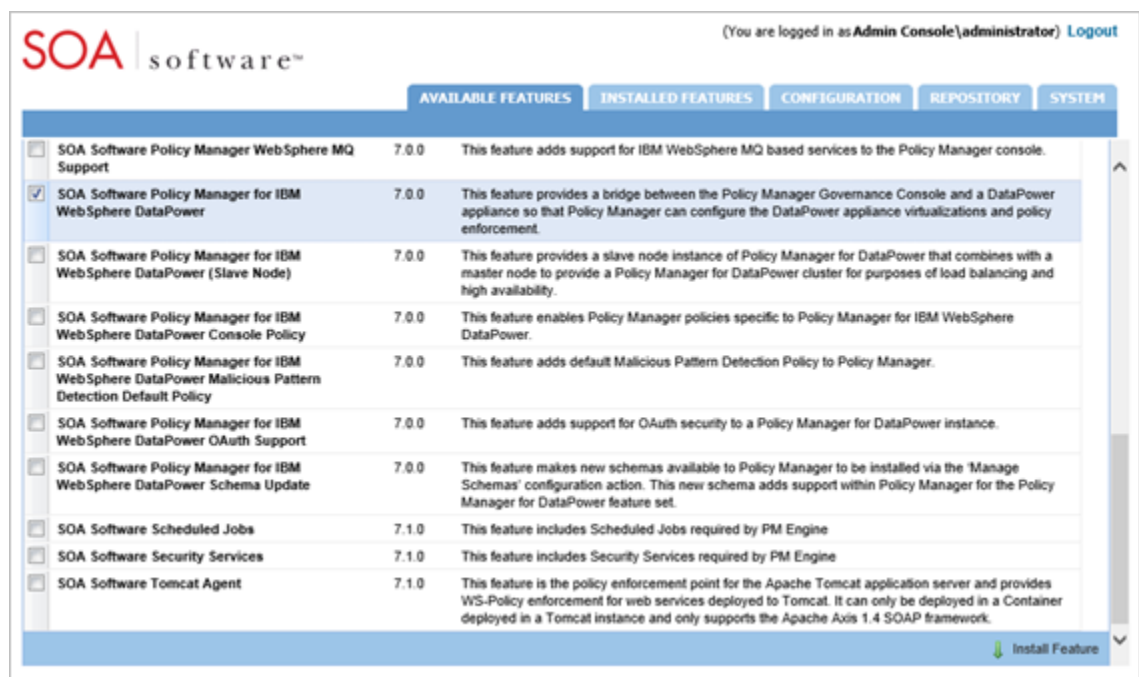 (You are logged in as Admin Console\administrator) Logout
SOA software™
AVAILABLE FEATURES INSTALLED FEATURES CONFIGURATION REPOSITORY SYSTEM
SOA Software Policy Manager WebSphere MQ 7.0.0 This feature adds support for IBM WebSphere MQ based services to the Policy Manager console.
Support
SOA Software Policy Manager for IBM 7.0.0 This feature provides a bridge between the Policy Manager Governance Console and a DataPower
WebSphere DataPower appliance so that Policy Manager can configure the DataPower appliance virtualizations and policy
enforcement.
SOA Software Policy Manager for IBM 7.0.0 This feature provides a slave node instance of Policy Manager for DataPower that combines with a
WebSphere DataPower (Slave Node) master node to provide a Policy Manager for DataPower cluster for purposes of load balancing and
high availability.
SOA Software Policy Manager for IBM 7.0.0 This feature enables Policy Manager policies specific to Policy Manager for IBM WebSphere
WebSphere DataPower Console Policy DataPower.
SOA Software Policy Manager for IBM 7.0.0 This feature adds default Malicious Pattern Detection Policy to Policy Manager.
WebSphere DataPower Malicious Pattern
Detection Default Policy
SOA Software Policy Manager for IBM 7.0.0 This feature adds support for OAuth security to a Policy Manager for DataPower instance.
WebSphere DataPower OAuth Support
SOA Software Policy Manager for IBM 7.0.0 This feature makes new schemas available to Policy Manager to be installed via the 'Manage
WebSphere DataPower Schema Update Schemas' configuration action. This new schema adds support within Policy Manager for the Policy
Manager for DataPower feature set.
SOA Software Scheduled Jobs 7.1.0 This feature includes Scheduled Jobs required by PM Engine
SOA Software Security Services 7.1.0 This feature includes Security Services required by PM Engine
SOA Software Tomcat Agent 7.1.0 This feature is the policy enforcement point for the Apache Tomcat application server and provides
WS-Policy enforcement for web services deployed to Tomcat. It can only be deployed in a Container
deployed in a Tomcat instance and only supports the Apache Axis 1.4 SOAP framework.
Install Feature